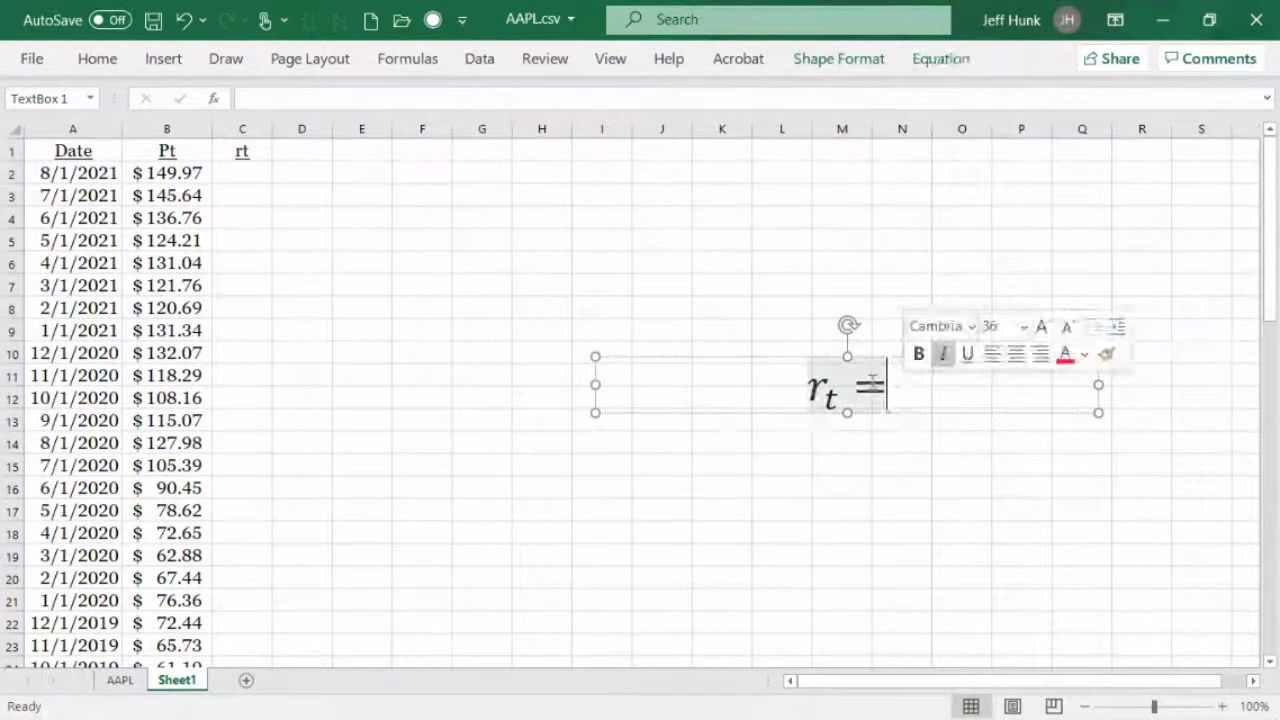 AutoSave Off AAPL.csv Search Jeff Hunk JH
File Home Insert Draw Page Layout Formulas Data Review View Help Acrobat Shape Format Equation Share Comments
TextBox 1 fx
A B C D E F G H I J K L M N O P Q R S
1 Date Pt rt
2 8/1/2021 $ 149.97
3 7/1/2021 $ 145.64
4 6/1/2021 $ 136.76
5 5/1/2021 $ 124.21
6 4/1/2021 $ 131.04
7 3/1/2021 $ 121.76
8 2/1/2021 $ 120.69
9 1/1/2021 $ 131.34
Cambria 36 A A
B I U A
10 12/1/2020 $ 132.07
11 11/1/2020 $ 118.29
12 10/1/2020 $ 108.16
r_t =
13 9/1/2020 $ 115.07
14 8/1/2020 $ 127.98
15 7/1/2020 $ 105.39
16 6/1/2020 $ 90.45
17 5/1/2020 $ 78.62
18 4/1/2020 $ 72.65
19 3/1/2020 $ 62.88
20 2/1/2020 $ 67.44
21 1/1/2020 $ 76.36
22 12/1/2019 $ 72.44
23 11/1/2019 $ 65.73
10/1/2019 $ 61.19
AAPL Sheet1
Ready 100%